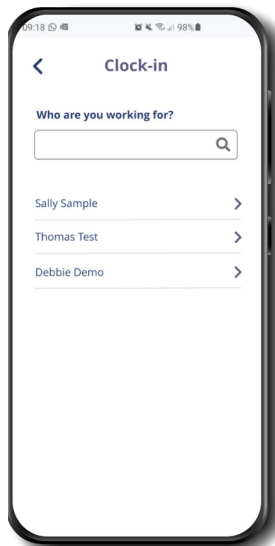 09:18 98%
Clock-in
Who are you working for?
Sally Sample
Thomas Test
Debbie Demo